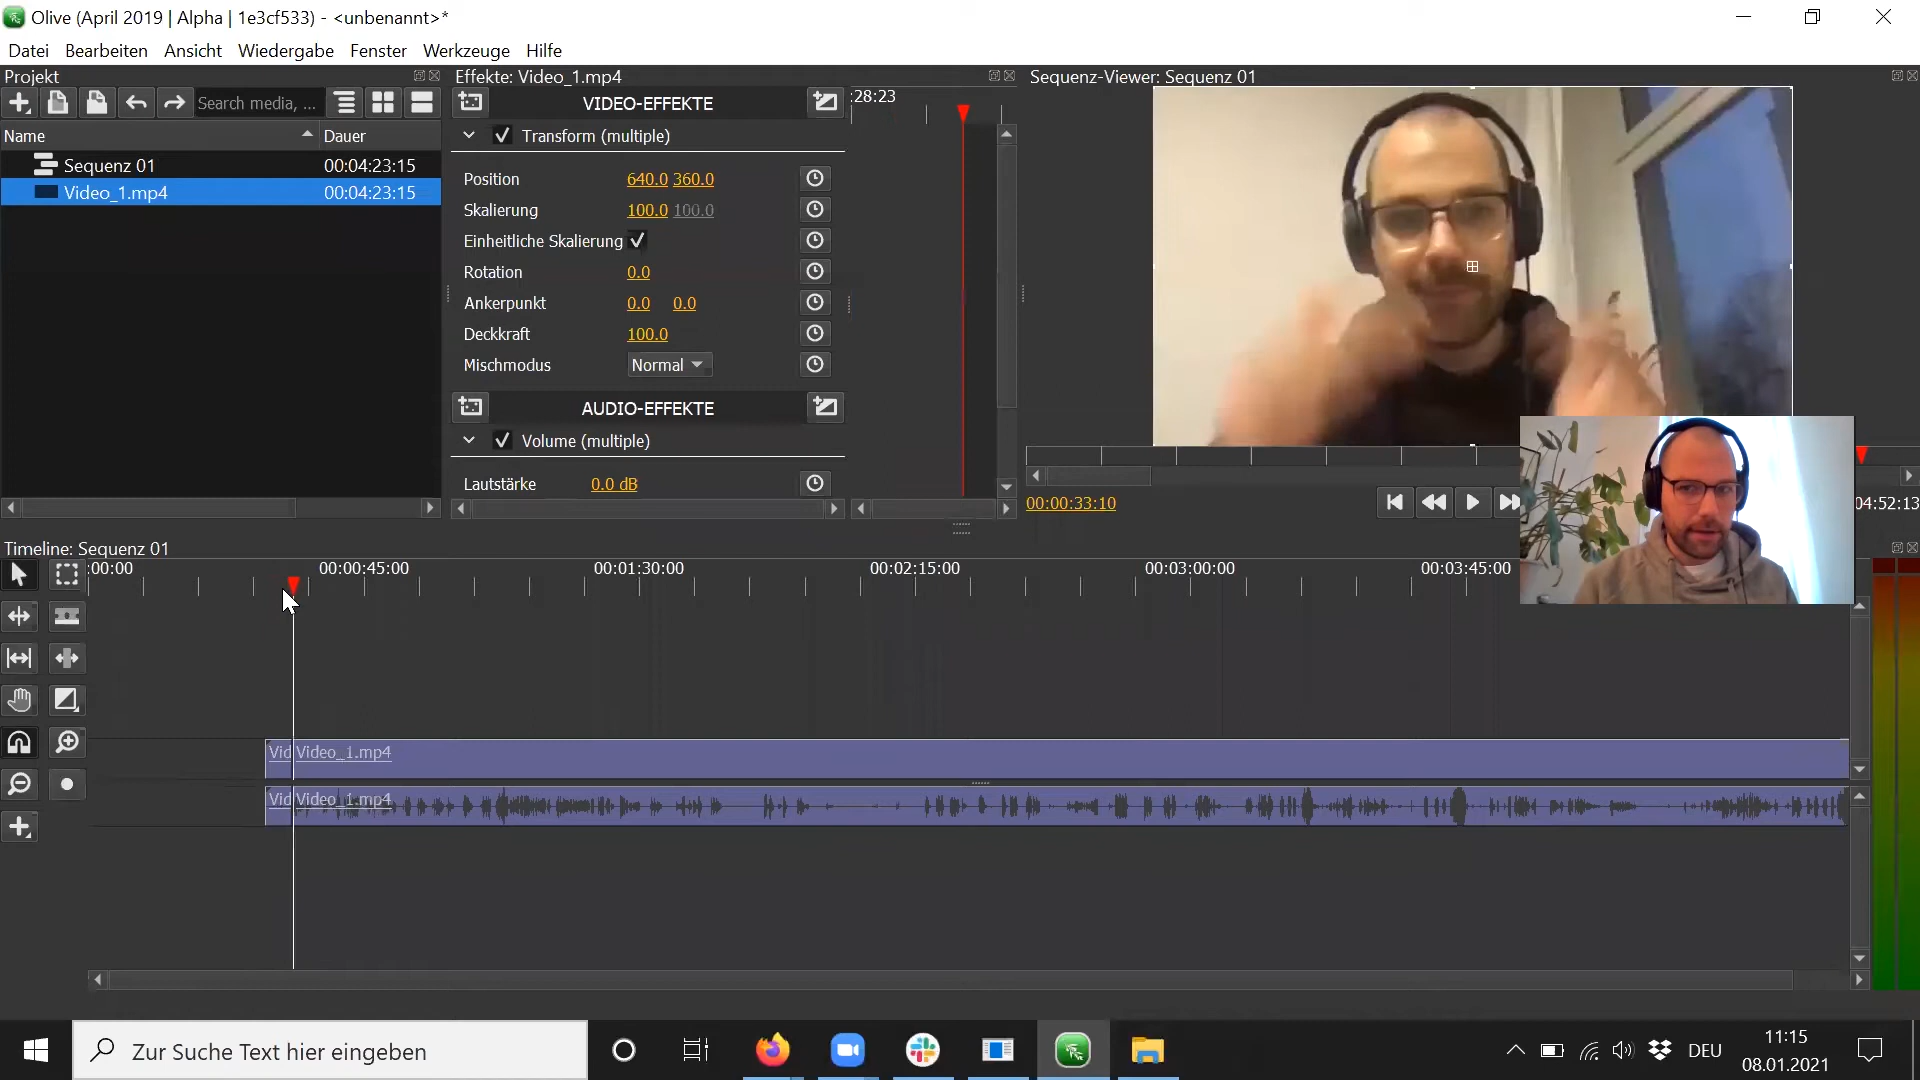 Olive (April 2019 | Alpha | 1e3cf533) - <unbenannt>*
Datei Bearbeiten Ansicht Wiedergabe Fenster Werkzeuge Hilfe
Projekt
Search media, ...
Name Dauer
Sequenz 01 00:04:23:15
Video_1.mp4 00:04:23:15
Effekte: Video_1.mp4
VIDEO-EFFEKTE
:28:23
Transform (multiple)
Position 640.0 360.0
Skalierung 100.0 100.0
Einheitliche Skalierung
Rotation 0.0
Ankerpunkt 0.0 0.0
Deckkraft 100.0
Mischmodus Normal
AUDIO-EFFEKTE
Volume (multiple)
Lautstärke 0.0 dB
Sequenz-Viewer: Sequenz 01
00:00:33:10
04:52:13
Timeline: Sequenz 01
:00:00 00:00:45:00 00:01:30:00 00:02:15:00 00:03:00:00 00:03:45:00
Vid Video_1.mp4
Vid Video_1.mp4
Zur Suche Text hier eingeben
DEU
11:15
08.01.2021